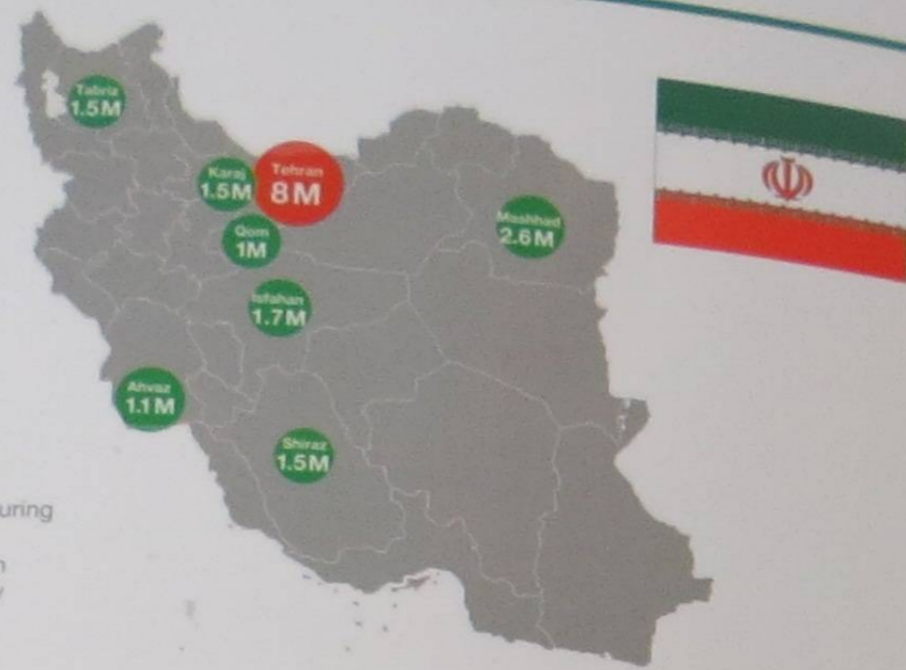 Tabriz
1.5M
Karaj
1.5M
Tehran
8M
Mashhad
2.6M
Qom
1M
Isfahan
1.7M
Ahvaz
1.1M
Shiraz
1.5M
uring